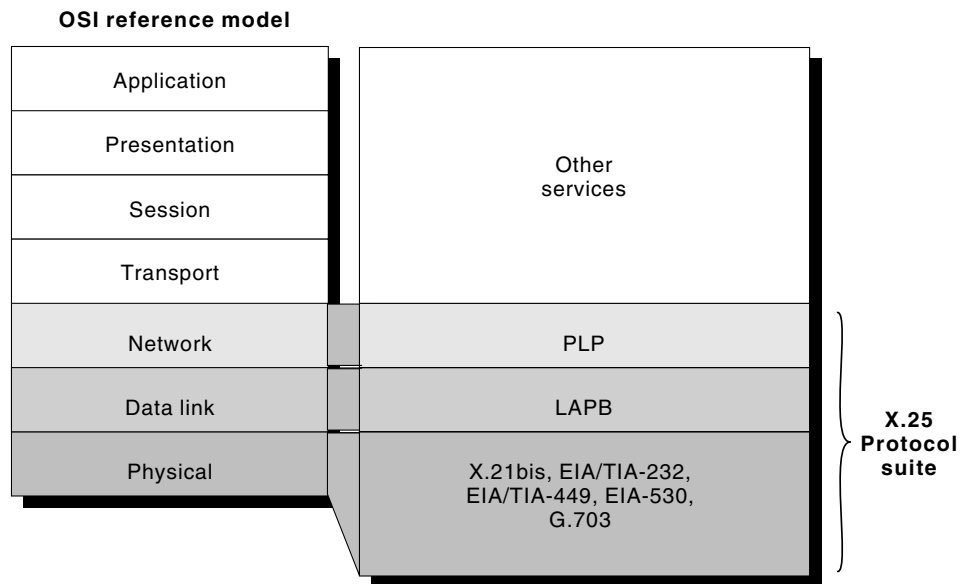 OSI reference model
Application
Presentation
Session
Transport
Network
Data link
Physical
Other
services
PLP
LAPB
X.21bis, EIA/TIA-232,
EIA/TIA-449, EIA-530,
G.703
X.25
Protocol
suite